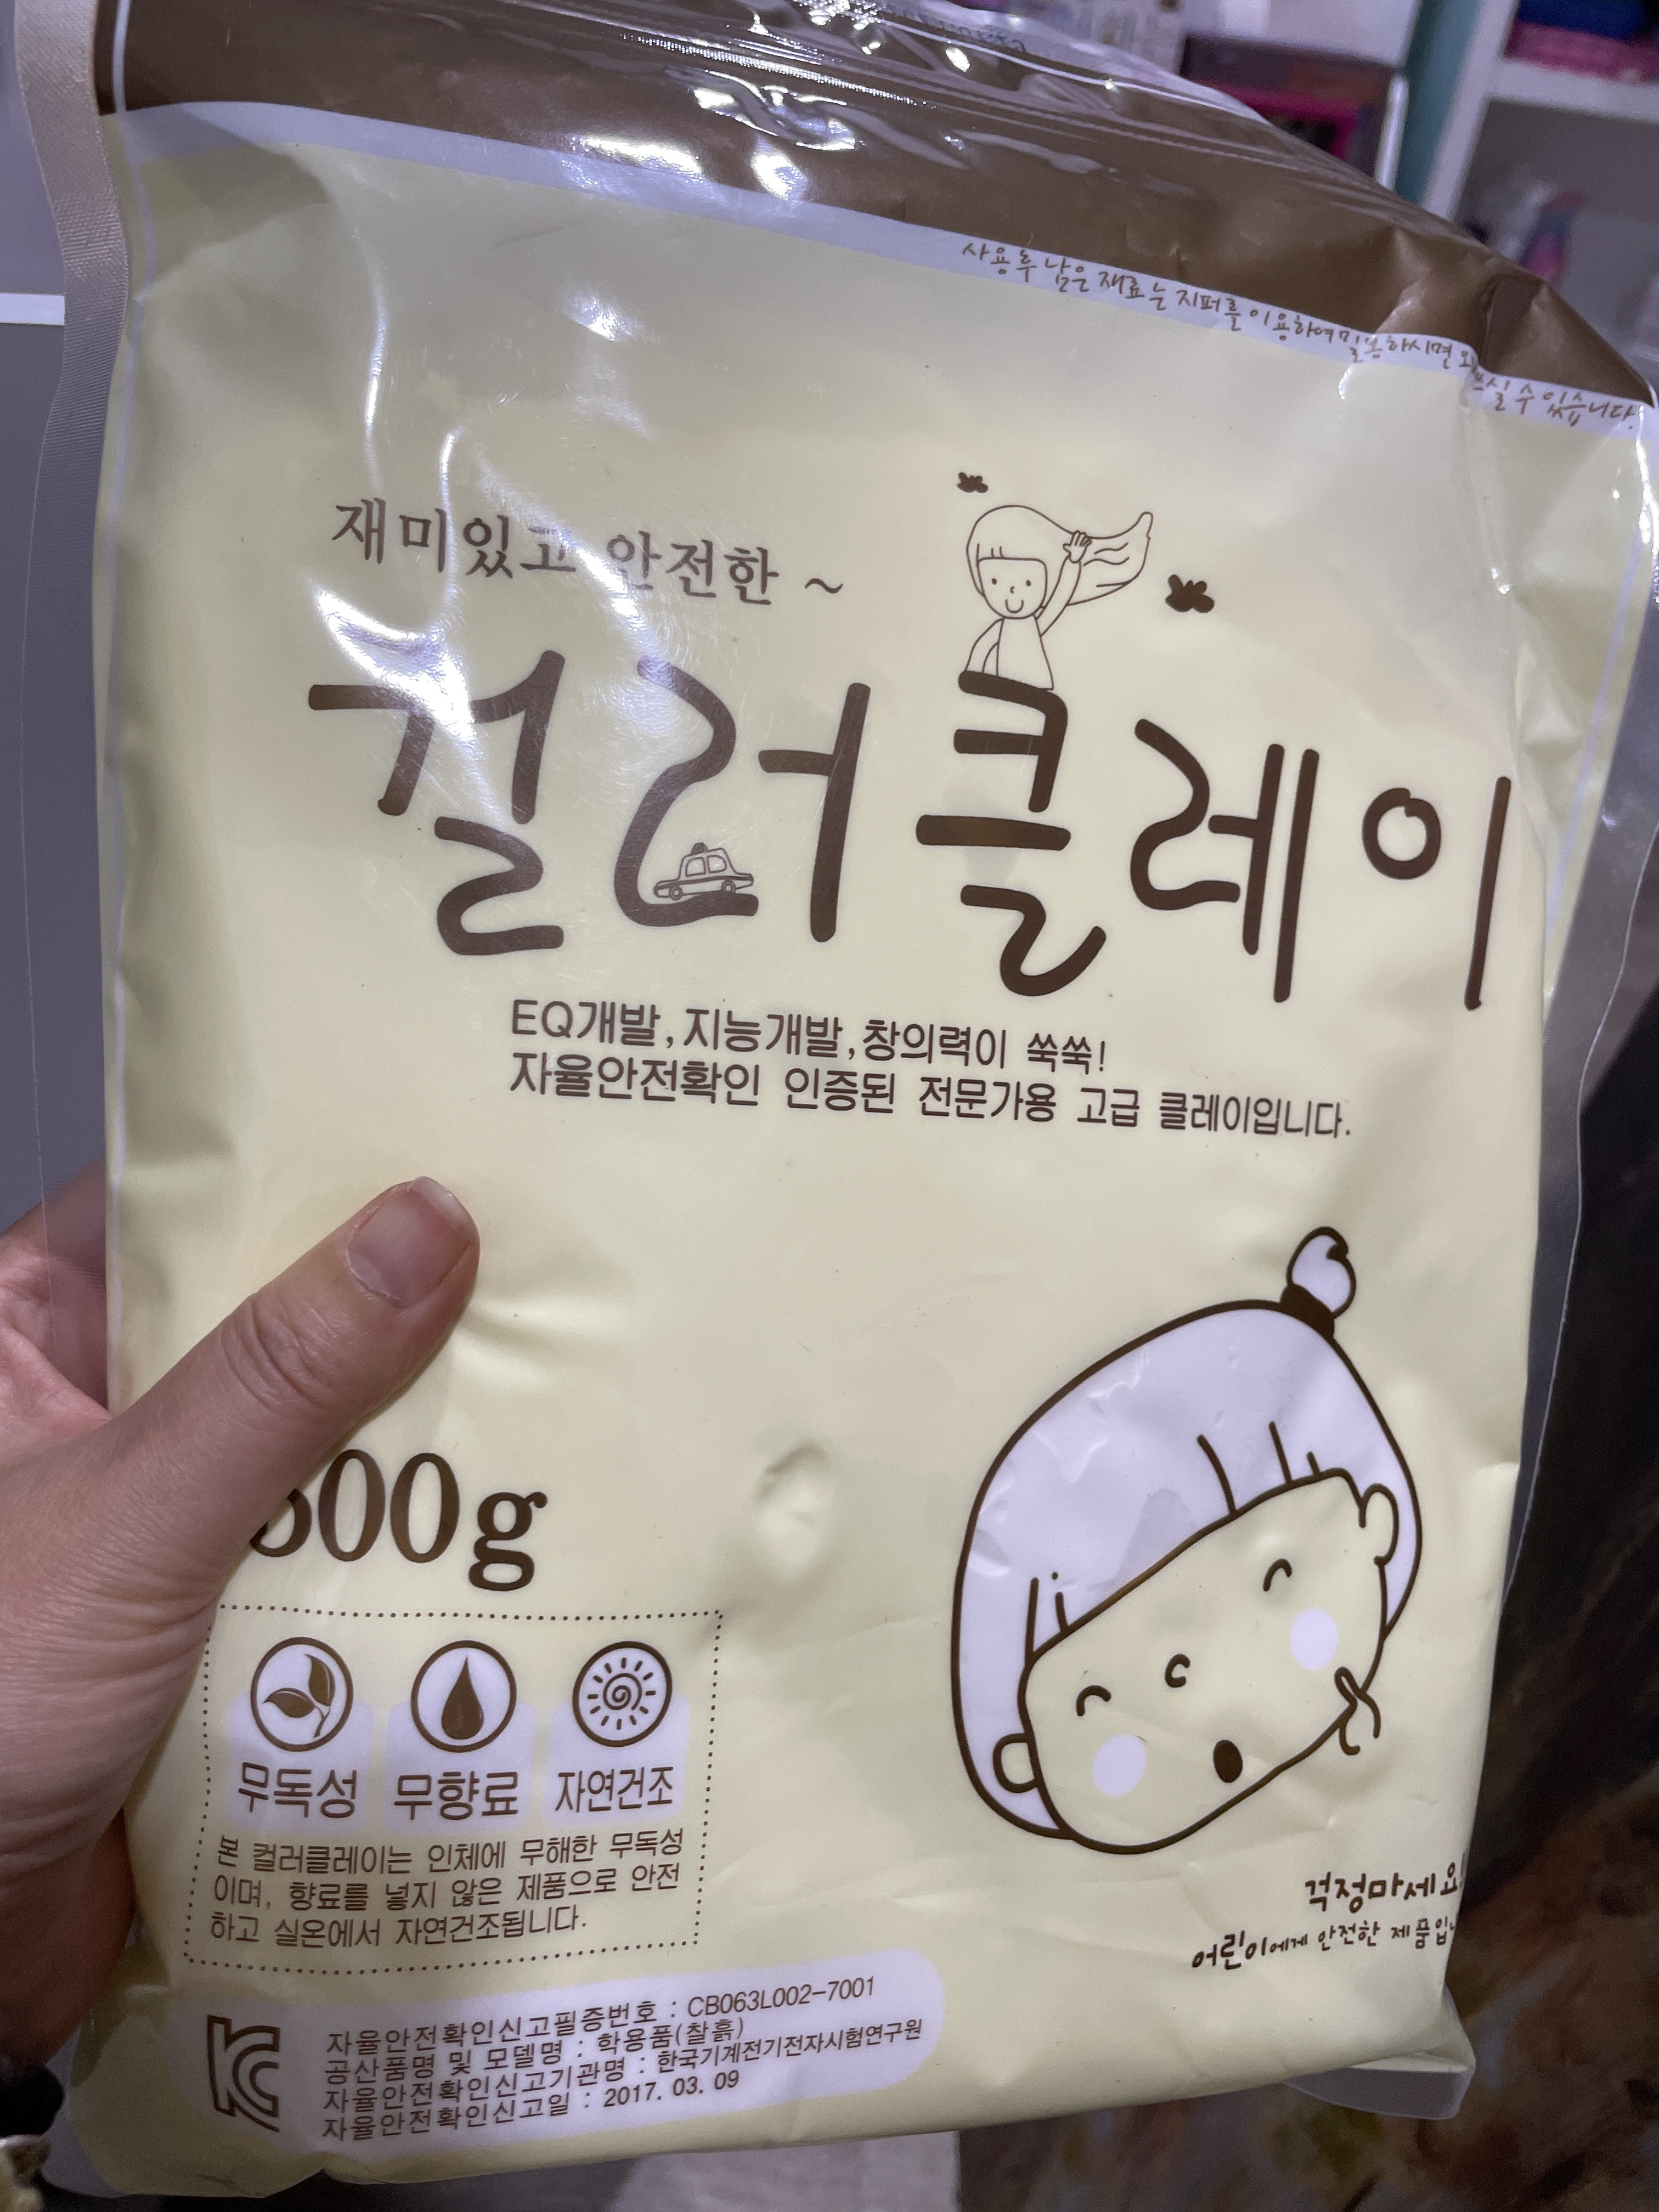 사용 후 남은 재료는 지퍼를 이용하여 밀봉하시면 쓰실 수 있습니다.
재미있고 안전한 ~
컬러클레이
EQ개발, 지능개발, 창의력이 쑥쑥!
자율안전확인 인증된 전문가용 고급 클레이입니다.
00g
무독성 무향료 자연건조
본 컬러클레이는 인체에 무해한 무독성
이며, 향료를 넣지 않은 제품으로 안전
하고 실온에서 자연건조됩니다.
걱정마세요!
어린이에게 안전한 제품입
KC
자율안전확인신고필증번호 : CB063L002-7001
공산품명 및 모델명 : 학용품(찰흙)
자율안전확인신고기관명 : 한국기계전기전자시험연구원
자율안전확인신고일 : 2017. 03. 09